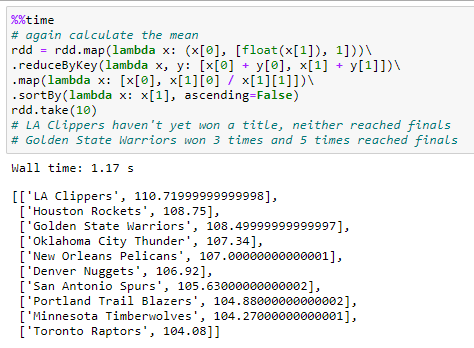 %%time
# again calculate the mean
rdd = rdd.map(lambda x: (x[0], [float(x[1]), 1]))\
.reduceByKey(lambda x, y: [x[0] + y[0], x[1] + y[1]])\
.map(lambda x: [x[0], x[1][0] / x[1][1]])\
.sortBy(lambda x: x[1], ascending=False)
rdd.take(10)
# LA Clippers haven't yet won a title, neither reached finals
# Golden State Warriors won 3 times and 5 times reached finals
Wall time: 1.17 s
[['LA Clippers', 110.71999999999998],
['Houston Rockets', 108.75],
['Golden State Warriors', 108.49999999999997],
['Oklahoma City Thunder', 107.34],
['New Orleans Pelicans', 107.00000000000001],
['Denver Nuggets', 106.92],
['San Antonio Spurs', 105.63000000000002],
['Portland Trail Blazers', 104.88000000000002],
['Minnesota Timberwolves', 104.27000000000001],
['Toronto Raptors', 104.08]]